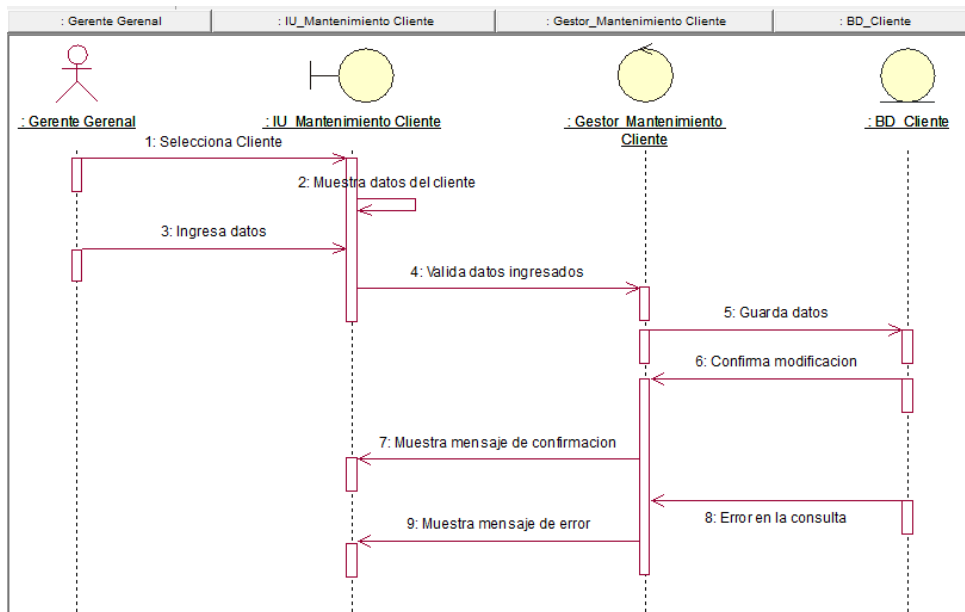 : Gerente Gerenal
: IU_Mantenimiento Cliente
: Gestor_Mantenimiento Cliente
: BD_Cliente
: Gerente Gerenal
: IU_Mantenimiento Cliente
: Gestor_Mantenimiento
Cliente
: BD_Cliente
1: Selecciona Cliente
2: Muestra datos del cliente
3: Ingresa datos
4: Valida datos ingresados
5: Guarda datos
6: Confirma modificacion
7: Muestra mensaje de confirmacion
8: Error en la consulta
9: Muestra mensaje de error